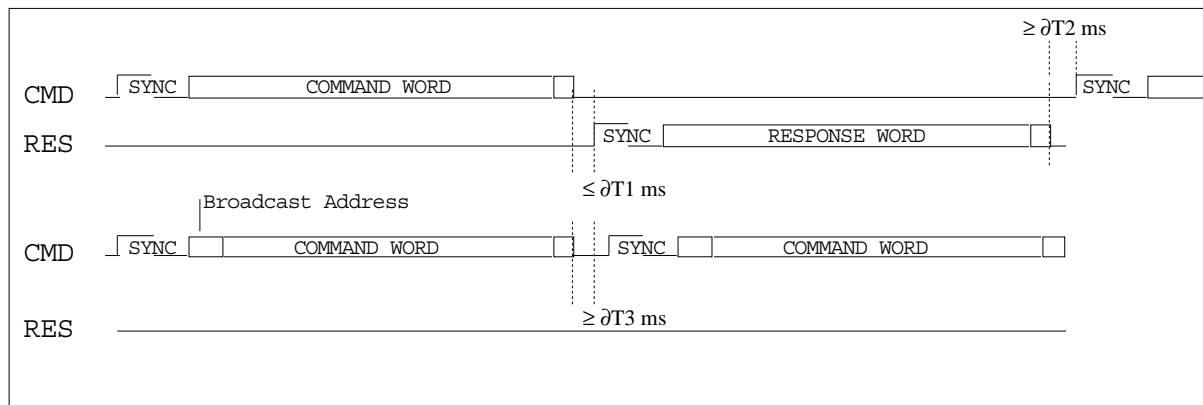 ≥ ∂T2 ms
CMD SYNC COMMAND WORD SYNC
RES SYNC RESPONSE WORD
≤ ∂T1 ms
Broadcast Address
CMD SYNC COMMAND WORD SYNC COMMAND WORD
≥ ∂T3 ms
RES